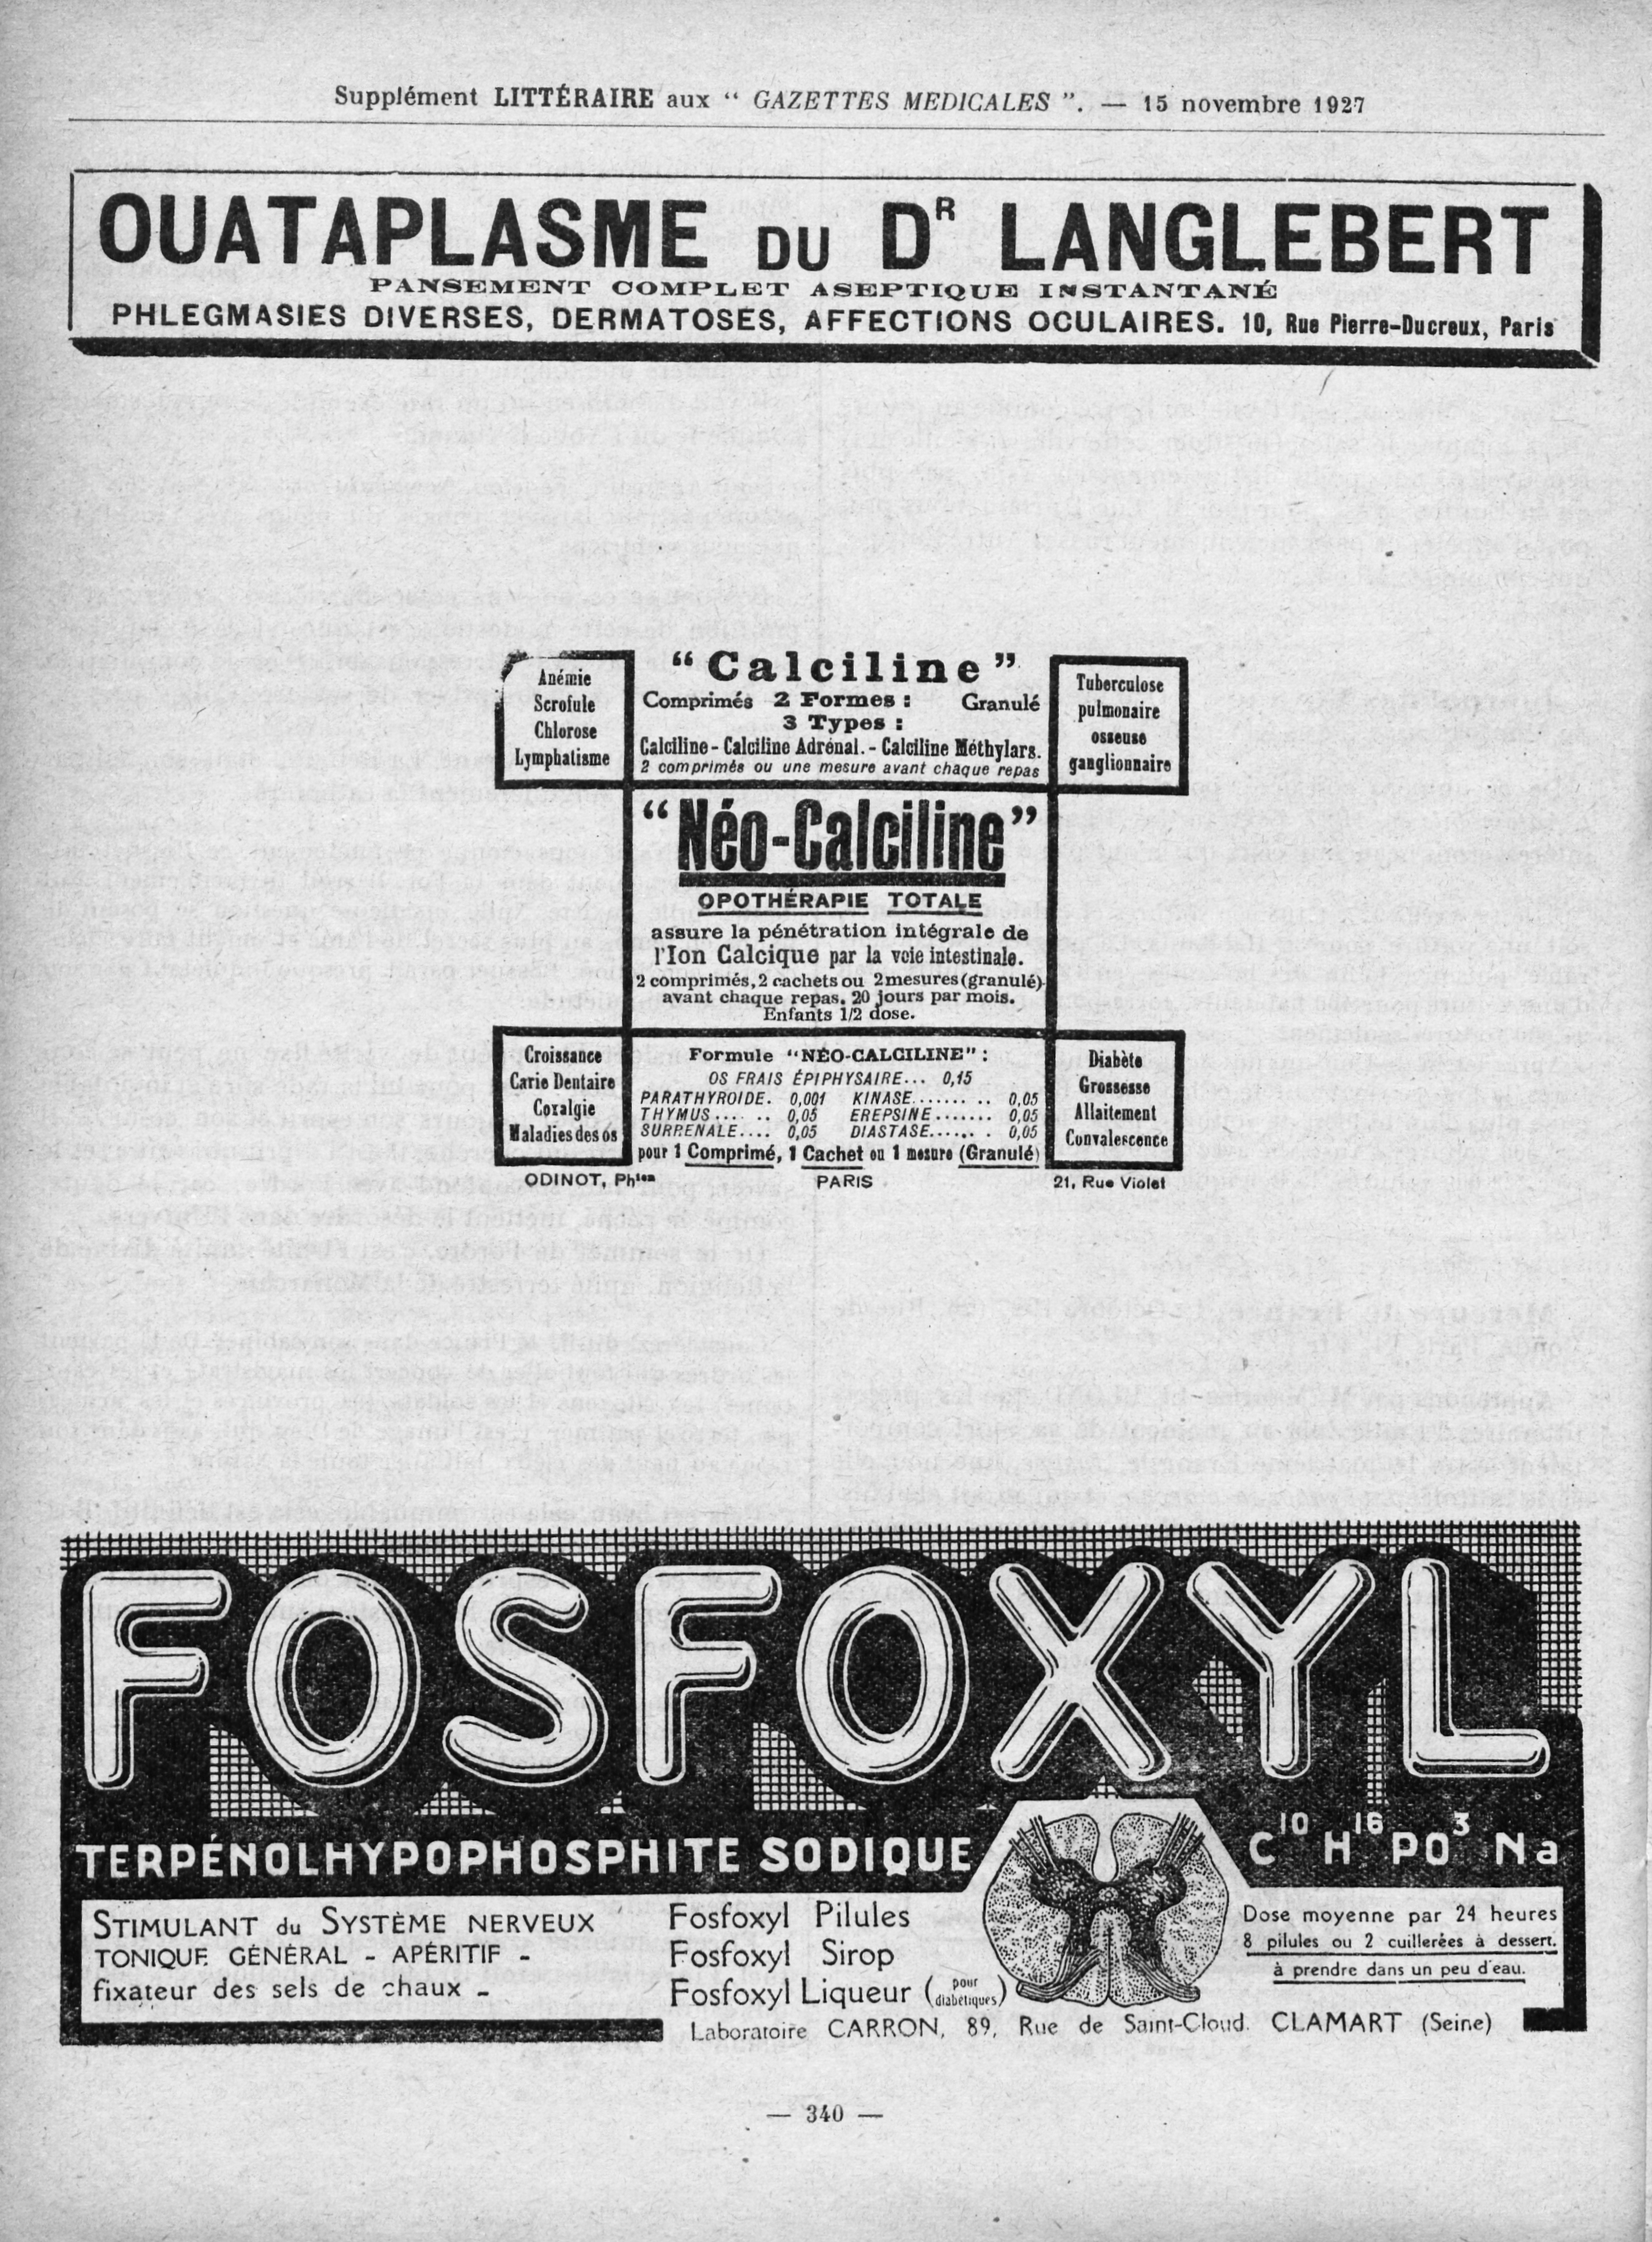 Supplément LITTÉRAIRE aux “ GAZETTES MEDICALES ”. — 15 novembre 1927
OUATAPLASME DU DR LANGLEBERT
PANSEMENT COMPLET ASEPTIQUE INSTANTANÉ
PHLEGMASIES DIVERSES, DERMATOSES, AFFECTIONS OCULAIRES. 10, Rue Pierre-Ducreux, Paris
Anémie
Scrofule
Chlorose
Lymphatisme
“Calciline”
Comprimés 2 Formes : Granulé
3 Types :
Calciline - Calciline Adrénal. - Calciline Méthylars.
2 comprimés ou une mesure avant chaque repas
Tuberculose
pulmonaire
osseuse
ganglionnaire
“Néo-Calciline”
OPOTHÉRAPIE TOTALE
assure la pénétration intégrale de
l'Ion Calcique par la voie intestinale.
2 comprimés, 2 cachets ou 2 mesures (granulé)
avant chaque repas. 20 jours par mois.
Enfants 1/2 dose.
Croissance
Carie Dentaire
Coxalgie
Maladies des os
Formule “NÉO-CALCILINE” :
OS FRAIS ÉPIPHYSAIRE... 0,15
PARATHYROIDE. 0,001 KINASE....... .. 0,05
THYMUS.... .. 0,05 EREPSINE....... 0,05
SURRENALE.... 0,05 DIASTASE...... . 0,05
pour 1 Comprimé, 1 Cachet ou 1 mesure (Granulé)
Diabète
Grossesse
Allaitement
Convalescence
ODINOT, Phien PARIS 21, Rue Violet
FOSFOXYL
TERPÉNOLHYPOPHOSPHITE SODIQUE C10 H16 PO3 Na
STIMULANT du SYSTÈME NERVEUX
TONIQUE GÉNÉRAL - APÉRITIF -
fixateur des sels de chaux -
Fosfoxyl Pilules
Fosfoxyl Sirop
Fosfoxyl Liqueur (pour diabétiques)
Dose moyenne par 24 heures
8 pilules ou 2 cuillerées à dessert.
à prendre dans un peu d'eau.
Laboratoire CARRON, 89, Rue de Saint-Cloud. CLAMART (Seine)
— 340 —